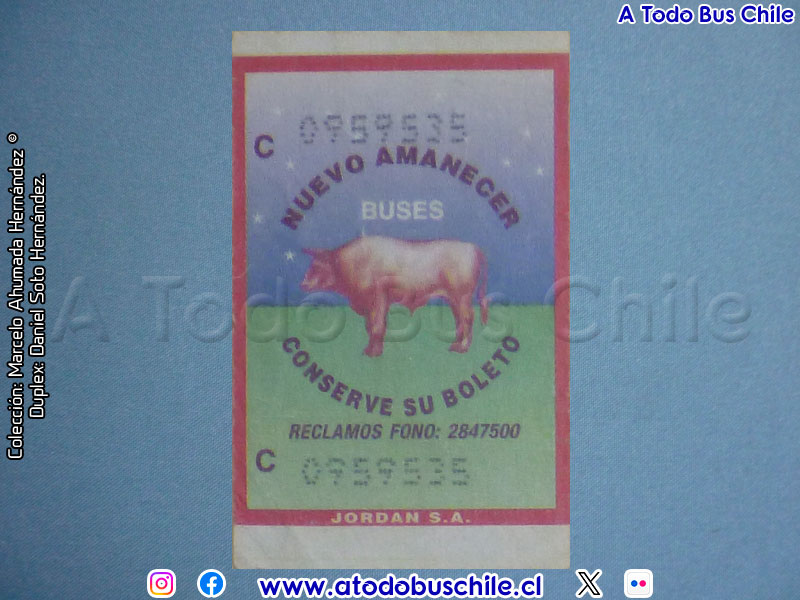 A Todo Bus Chile
C 0959535
NUEVO AMANECER
BUSES
A Todo Bus Chile
CONSERVE SU BOLETO
RECLAMOS FONO: 2847500
C 0959535
JORDAN S.A.
Colección: Marcelo Ahumada Hernández ©
Duplex: Daniel Soto Hernández.
www.atodobuschile.cl